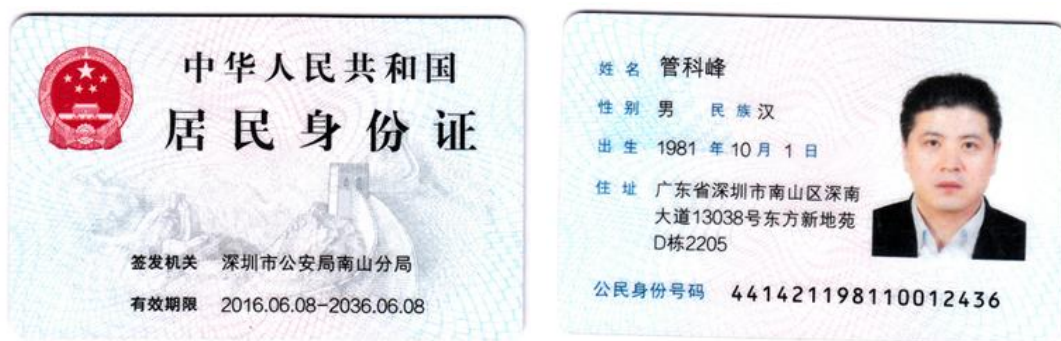 中华人民共和国
居民身份证
签发机关 深圳市公安局南山分局
有效期限 2016.06.08-2036.06.08
姓名 管科峰
性别 男 民族 汉
出生 1981 年 10 月 1 日
住址 广东省深圳市南山区深南
大道13038号东方新地苑
D栋2205
公民身份号码 441421198110012436